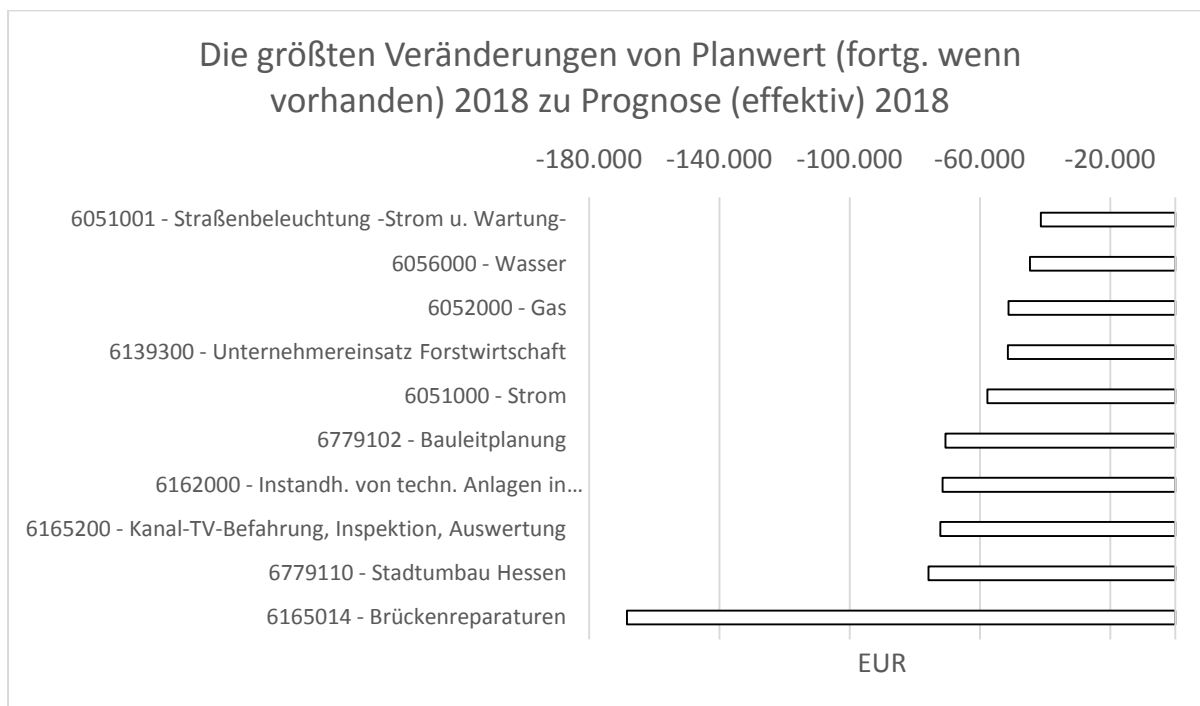 Die größten Veränderungen von Planwert (fortg. wenn
vorhanden) 2018 zu Prognose (effektiv) 2018
-180.000 -140.000 -100.000 -60.000 -20.000
6051001 - Straßenbeleuchtung -Strom u. Wartung-
6056000 - Wasser
6052000 - Gas
6139300 - Unternehmereinsatz Forstwirtschaft
6051000 - Strom
6779102 - Bauleitplanung
6162000 - Instandh. von techn. Anlagen in…
6165200 - Kanal-TV-Befahrung, Inspektion, Auswertung
6779110 - Stadtumbau Hessen
6165014 - Brückenreparaturen
EUR